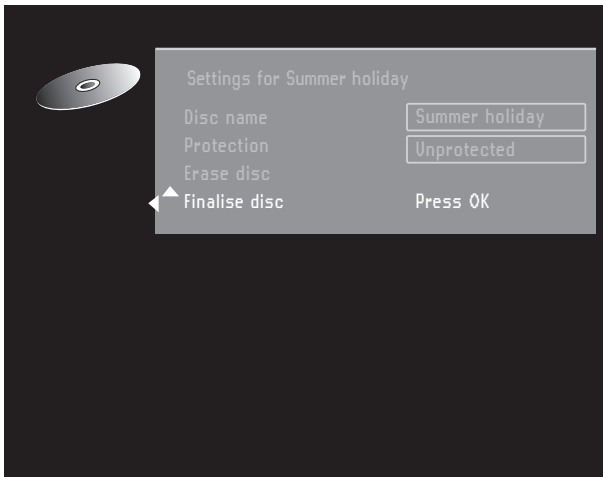 Settings for Summer holiday
Disc name Summer holiday
Protection Unprotected
Erase disc
Finalise disc Press OK